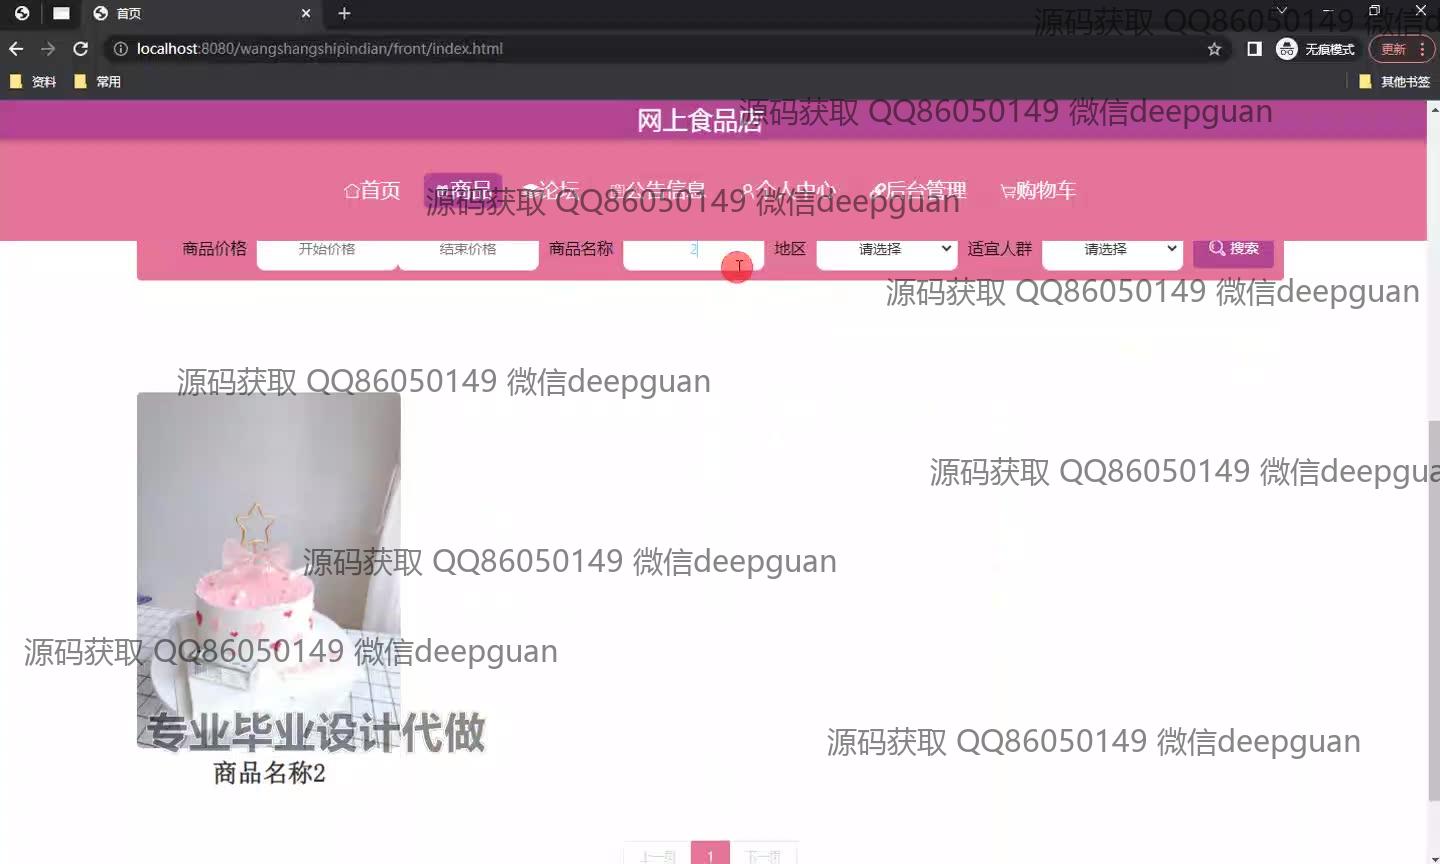 首页
源码获取 QQ86050149 微信d
localhost:8080/wangshangshipindian/front/index.html
无痕模式
更新
资料
常用
其他书签
网上食品店
源码获取 QQ86050149 微信deepguan
首页
商品
论坛
公告信息
个人中心
后台管理
购物车
源码获取 QQ86050149 微信deepguan
商品价格
开始价格
结束价格
商品名称
2
地区
请选择
适宜人群
请选择
搜索
源码获取 QQ86050149 微信deepguan
源码获取 QQ86050149 微信deepguan
源码获取 QQ86050149 微信deepgua
源码获取 QQ86050149 微信deepguan
源码获取 QQ86050149 微信deepguan
专业毕业设计代做
源码获取 QQ86050149 微信deepguan
商品名称2
上一页
1
下一页